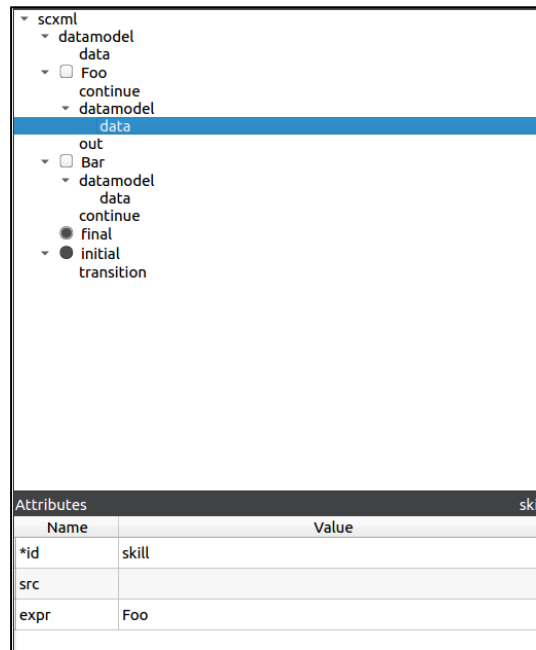 scxml
datamodel
data
Foo
continue
datamodel
data
out
Bar
datamodel
data
continue
final
initial
transition
Attributes ski
Name Value
*id skill
src
expr Foo